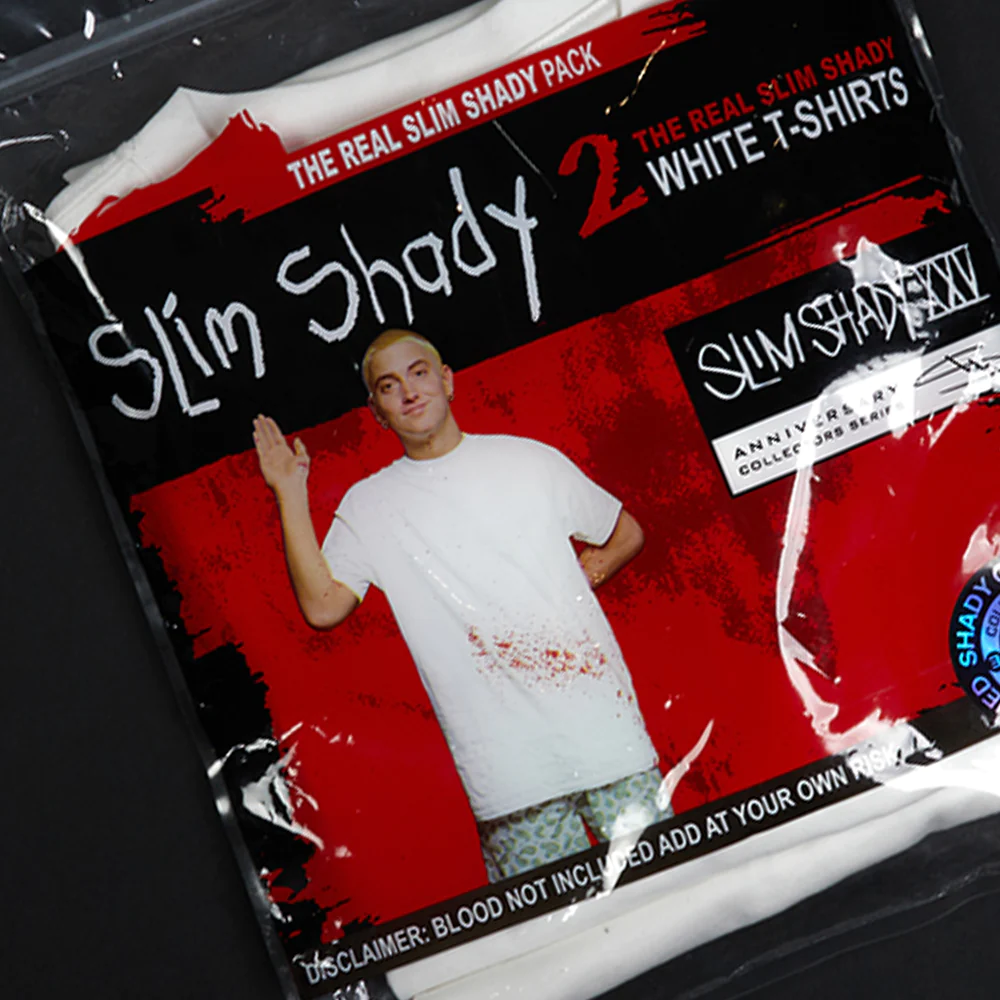 THE REAL SLIM SHADY PACK
Slim Shady
2
THE REAL SLIM SHADY
WHITE T-SHIRTS
SLIM SHADY XXV
ANNIVERSARY
COLLECTORS SERIES
SHADY
DISCLAIMER: BLOOD NOT INCLUDED ADD AT YOUR OWN RISK.